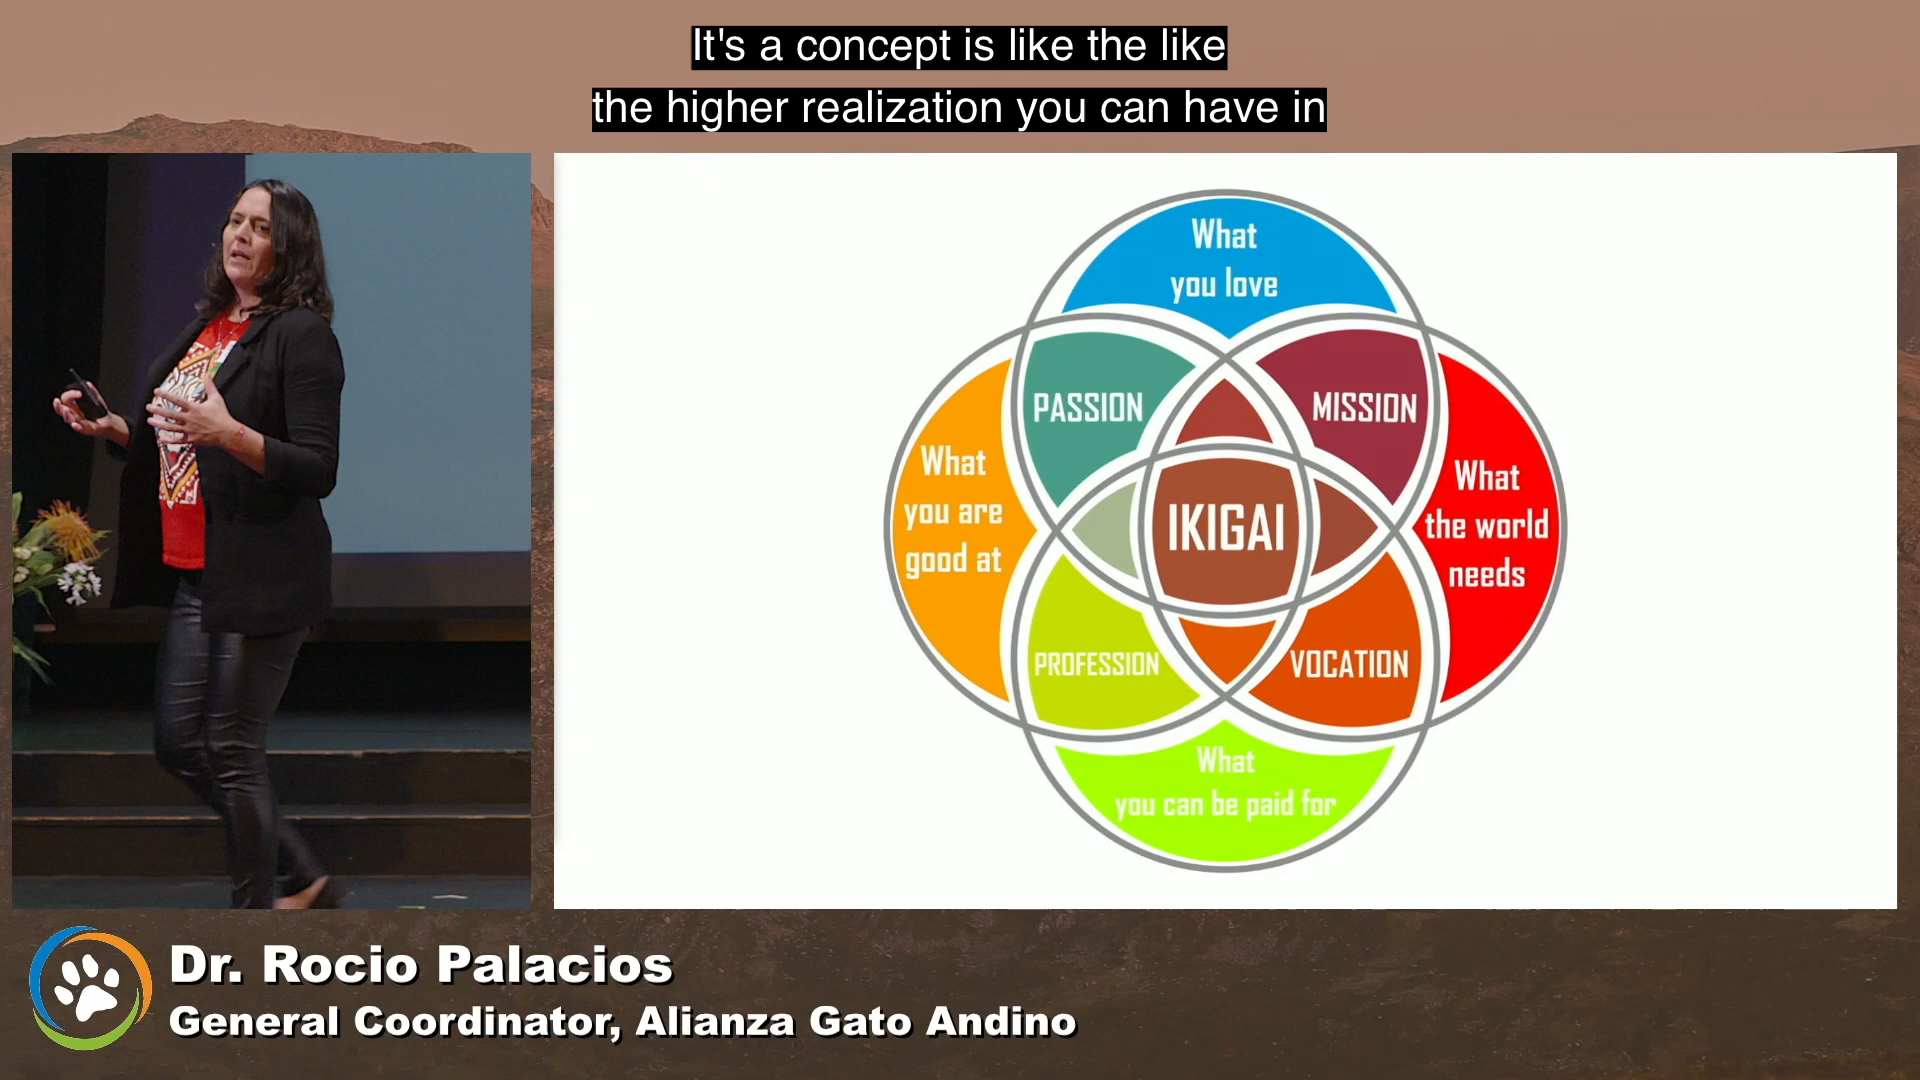 It's a concept is like the like
the higher realization you can have in
What
you love
PASSION
MISSION
What
you are
good at
IKIGAI
What
the world
needs
PROFESSION
VOCATION
What
you can be paid for
Dr. Rocio Palacios
General Coordinator, Alianza Gato Andino